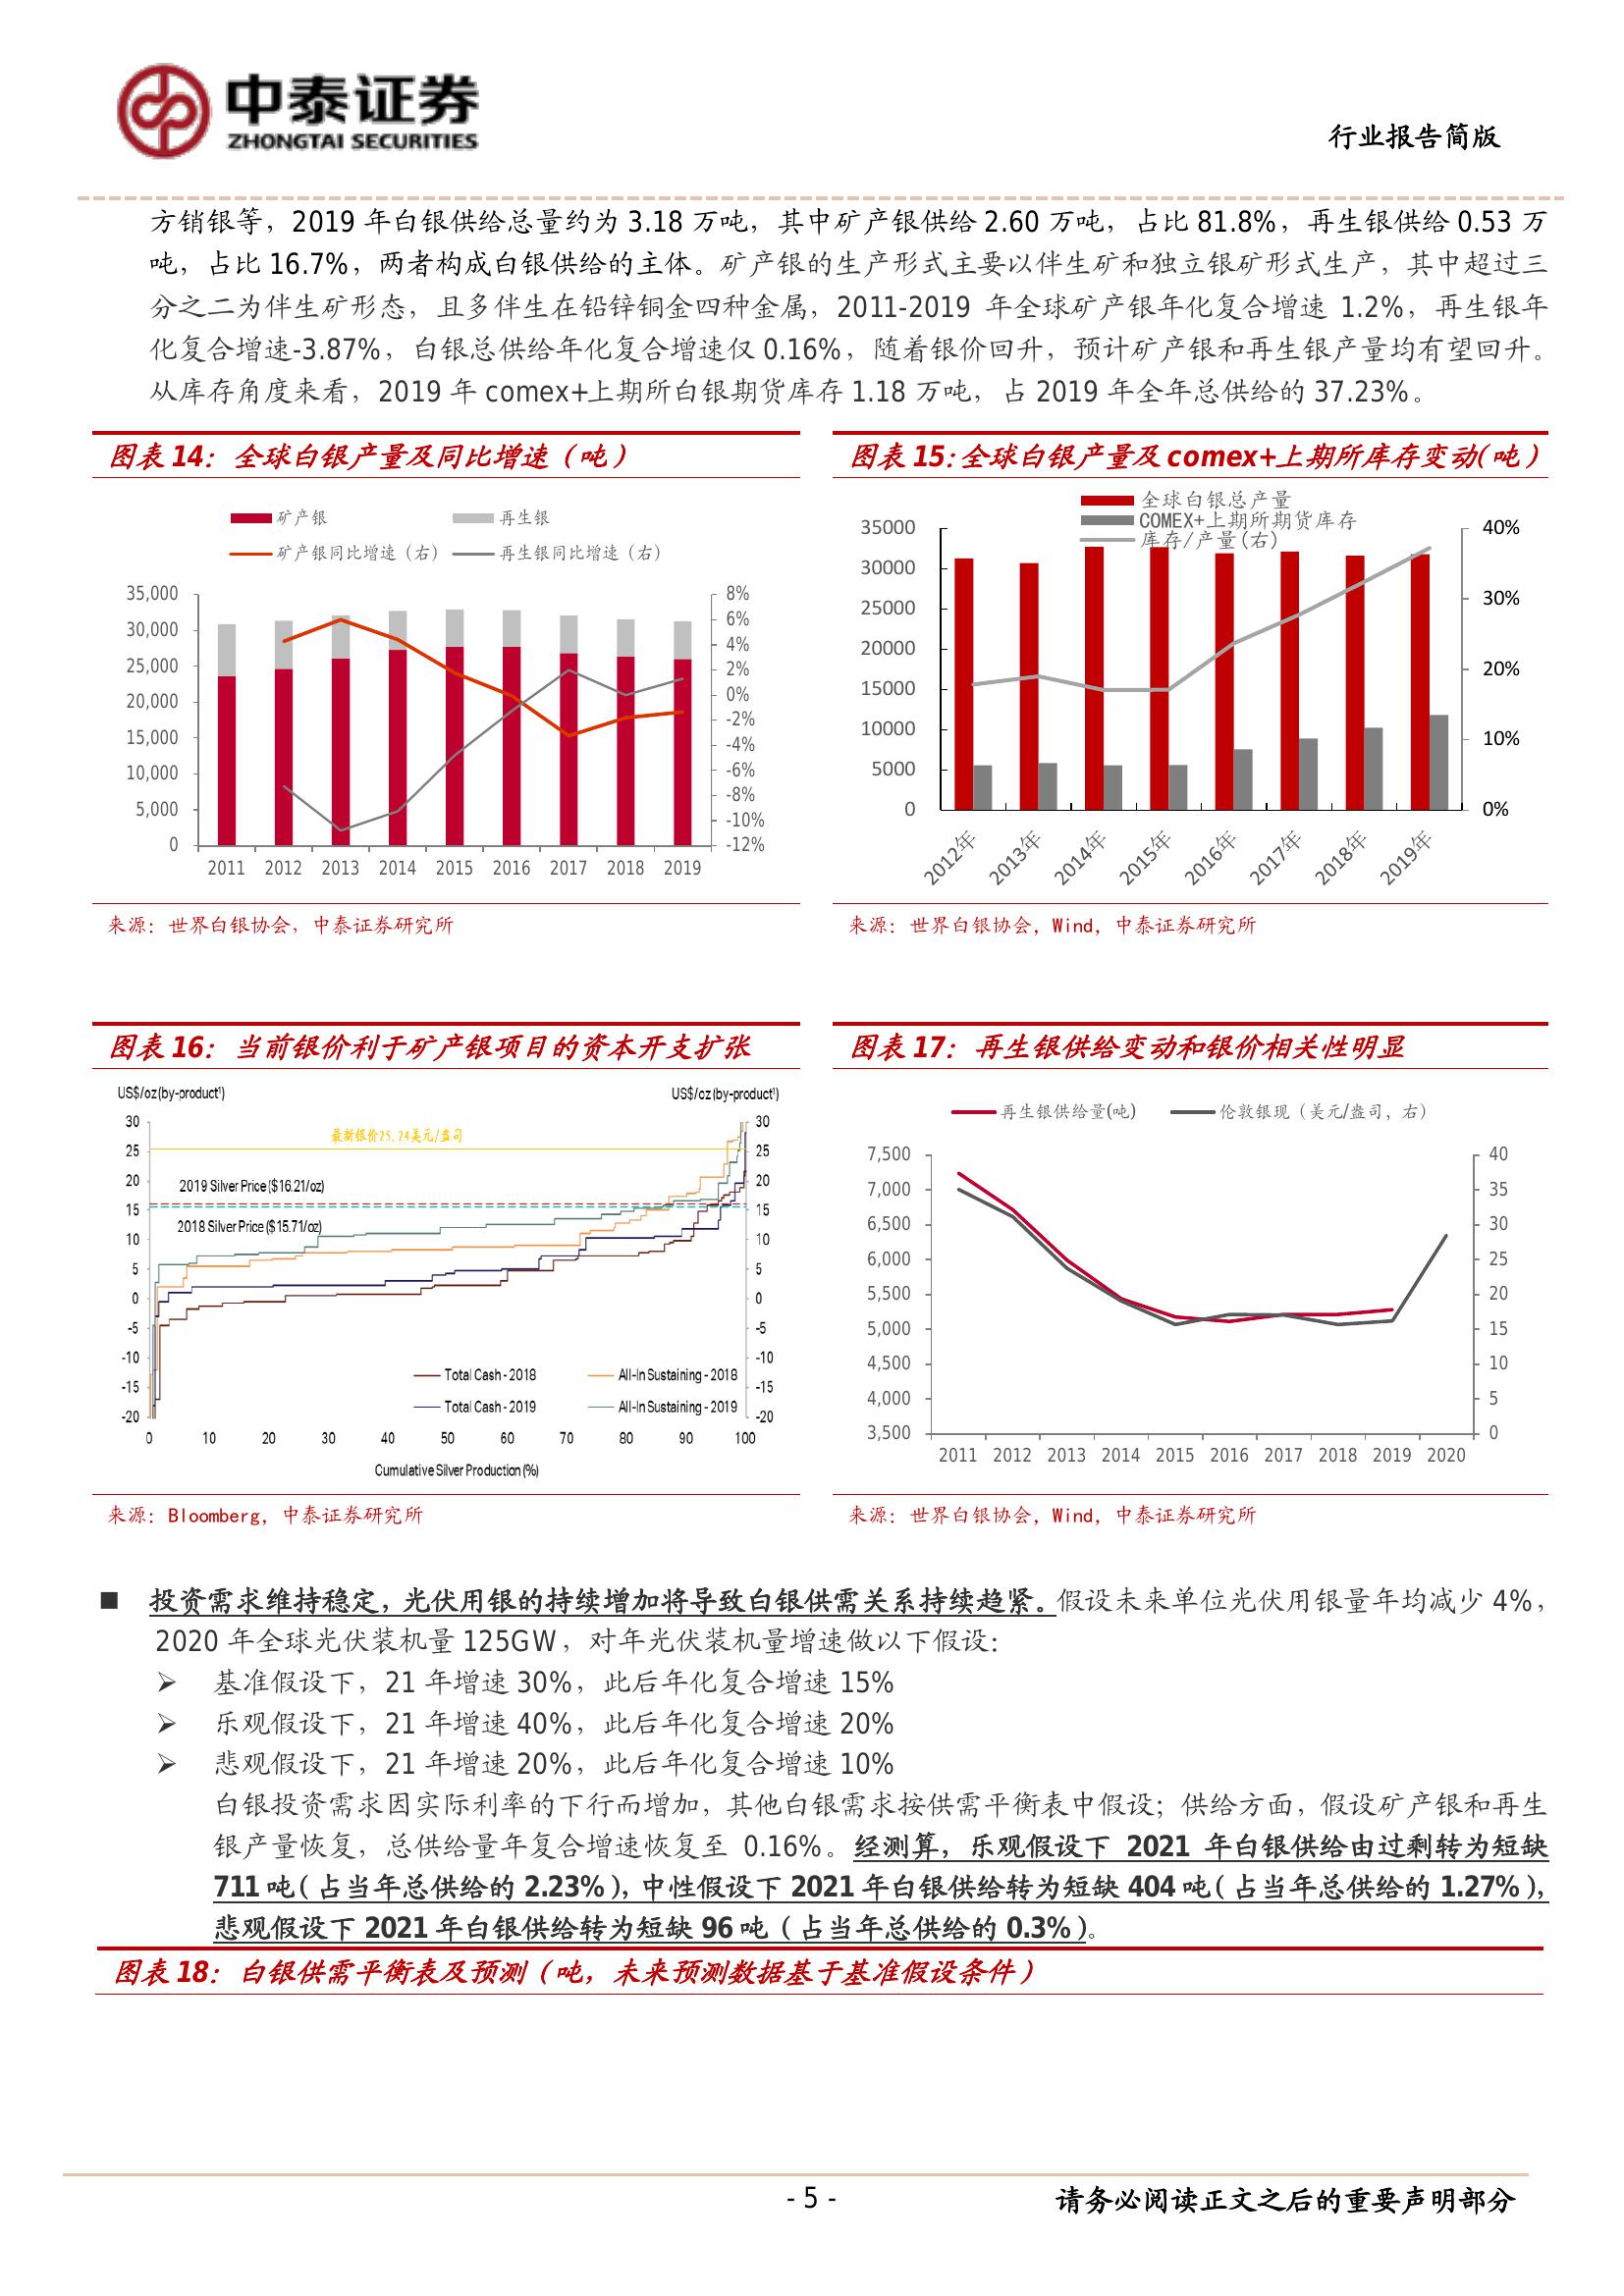 中泰证券
ZHONGTAI SECURITIES
行业报告简版
方销银等，2019 年白银供给总量约为 3.18 万吨，其中矿产银供给 2.60 万吨，占比 81.8%，再生银供给 0.53 万
吨，占比 16.7%，两者构成白银供给的主体。矿产银的生产形式主要以伴生矿和独立银矿形式生产，其中超过三
分之二为伴生矿形态，且多伴生在铅锌铜金四种金属，2011-2019 年全球矿产银年化复合增速 1.2%，再生银年
化复合增速-3.87%，白银总供给年化复合增速仅 0.16%，随着银价回升，预计矿产银和再生银产量均有望回升。
从库存角度来看，2019 年 comex+上期所白银期货库存 1.18 万吨，占 2019 年全年总供给的 37.23%。
图表 14：全球白银产量及同比增速（吨）
矿产银 再生银
矿产银同比增速（右） 再生银同比增速（右）
35,000 8%
30,000 6%
25,000 4%
20,000 2%
15,000 0%
10,000 -2%
5,000 -4%
0 -6%
-8%
-10%
-12%
2011 2012 2013 2014 2015 2016 2017 2018 2019
来源：世界白银协会，中泰证券研究所
图表 15：全球白银产量及 comex+上期所库存变动(吨）
全球白银总产量
COMEX+上期所期货库存
库存/产量(右)
35000 40%
30000
25000 30%
20000
15000 20%
10000 10%
5000
0 0%
2012年 2013年 2014年 2015年 2016年 2017年 2018年 2019年
来源：世界白银协会，Wind，中泰证券研究所
图表 16：当前银价利于矿产银项目的资本开支扩张
US$/oz (by-product¹) US$/oz (by-product¹)
最新银价25.24美元/盎司
2019 Silver Price ($16.21/oz)
2018 Silver Price ($15.71/oz)
30 30
25 25
20 20
15 15
10 10
5 5
0 0
-5 -5
-10 -10
-15 -15
-20 -20
Total Cash - 2018 All-In Sustaining - 2018
Total Cash - 2019 All-In Sustaining - 2019
0 10 20 30 40 50 60 70 80 90 100
Cumulative Silver Production (%)
来源：Bloomberg，中泰证券研究所
图表 17：再生银供给变动和银价相关性明显
再生银供给量(吨) 伦敦银现（美元/盎司，右）
7,500 40
7,000 35
6,500 30
6,000 25
5,500 20
5,000 15
4,500 10
4,000 5
3,500 0
2011 2012 2013 2014 2015 2016 2017 2018 2019 2020
来源：世界白银协会，Wind，中泰证券研究所
■ 投资需求维持稳定，光伏用银的持续增加将导致白银供需关系持续趋紧。假设未来单位光伏用银量年均减少 4%，
2020 年全球光伏装机量 125GW，对年光伏装机量增速做以下假设：
➢ 基准假设下，21 年增速 30%，此后年化复合增速 15%
➢ 乐观假设下，21 年增速 40%，此后年化复合增速 20%
➢ 悲观假设下，21 年增速 20%，此后年化复合增速 10%
白银投资需求因实际利率的下行而增加，其他白银需求按供需平衡表中假设；供给方面，假设矿产银和再生
银产量恢复，总供给量年复合增速恢复至 0.16%。经测算，乐观假设下 2021 年白银供给由过剩转为短缺
711 吨（占当年总供给的 2.23%），中性假设下 2021 年白银供给转为短缺 404 吨（占当年总供给的 1.27%），
悲观假设下 2021 年白银供给转为短缺 96 吨（占当年总供给的 0.3%）。
图表 18：白银供需平衡表及预测（吨，未来预测数据基于基准假设条件）
- 5 -
请务必阅读正文之后的重要声明部分